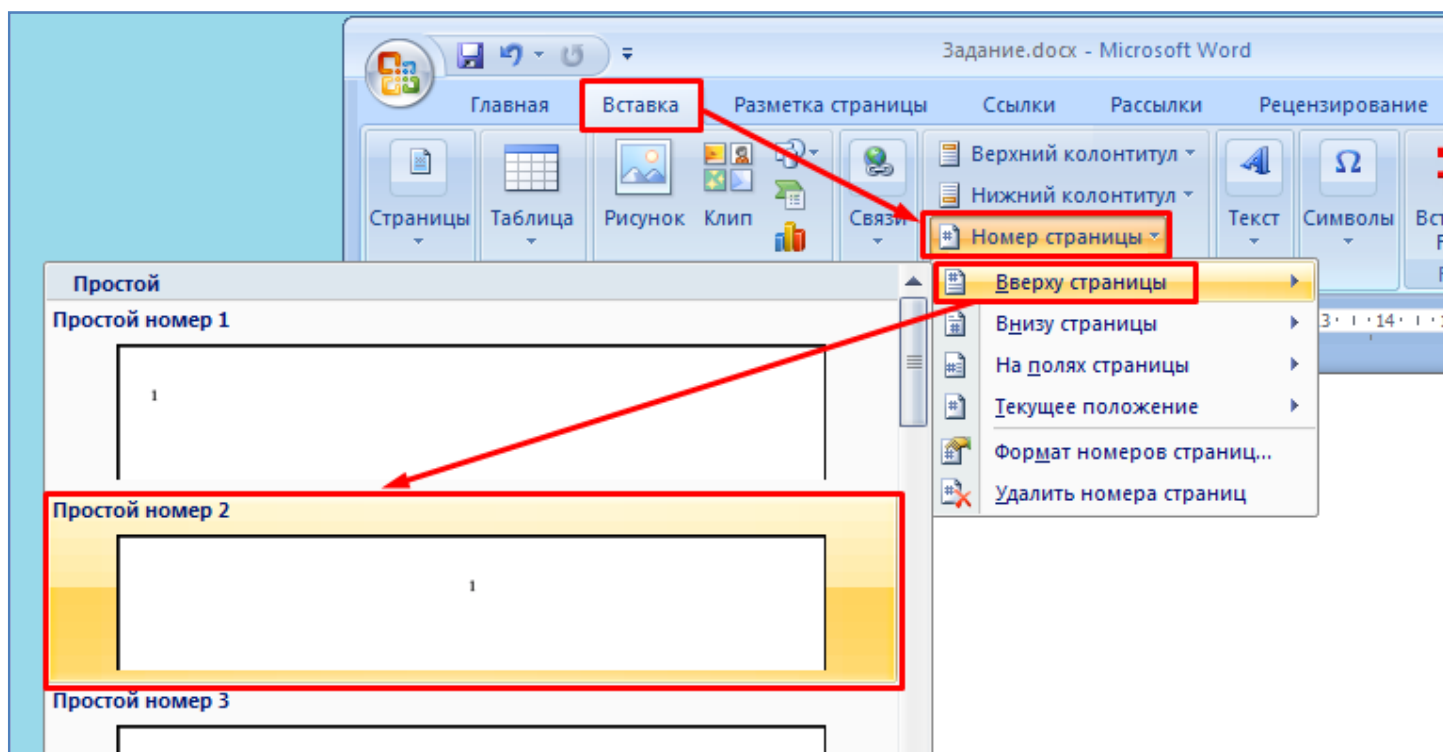 Задание.docx - Microsoft Word
Главная Вставка Разметка страницы Ссылки Рассылки Рецензирование
Верхний колонтитул
Нижний колонтитул
Номер страницы
Страницы Таблица Рисунок Клип Связи Текст Символы
Вверху страницы
Внизу страницы
На полях страницы
Текущее положение
Формат номеров страниц...
Удалить номера страниц
14
Простой
Простой номер 1
1
Простой номер 2
1
Простой номер 3